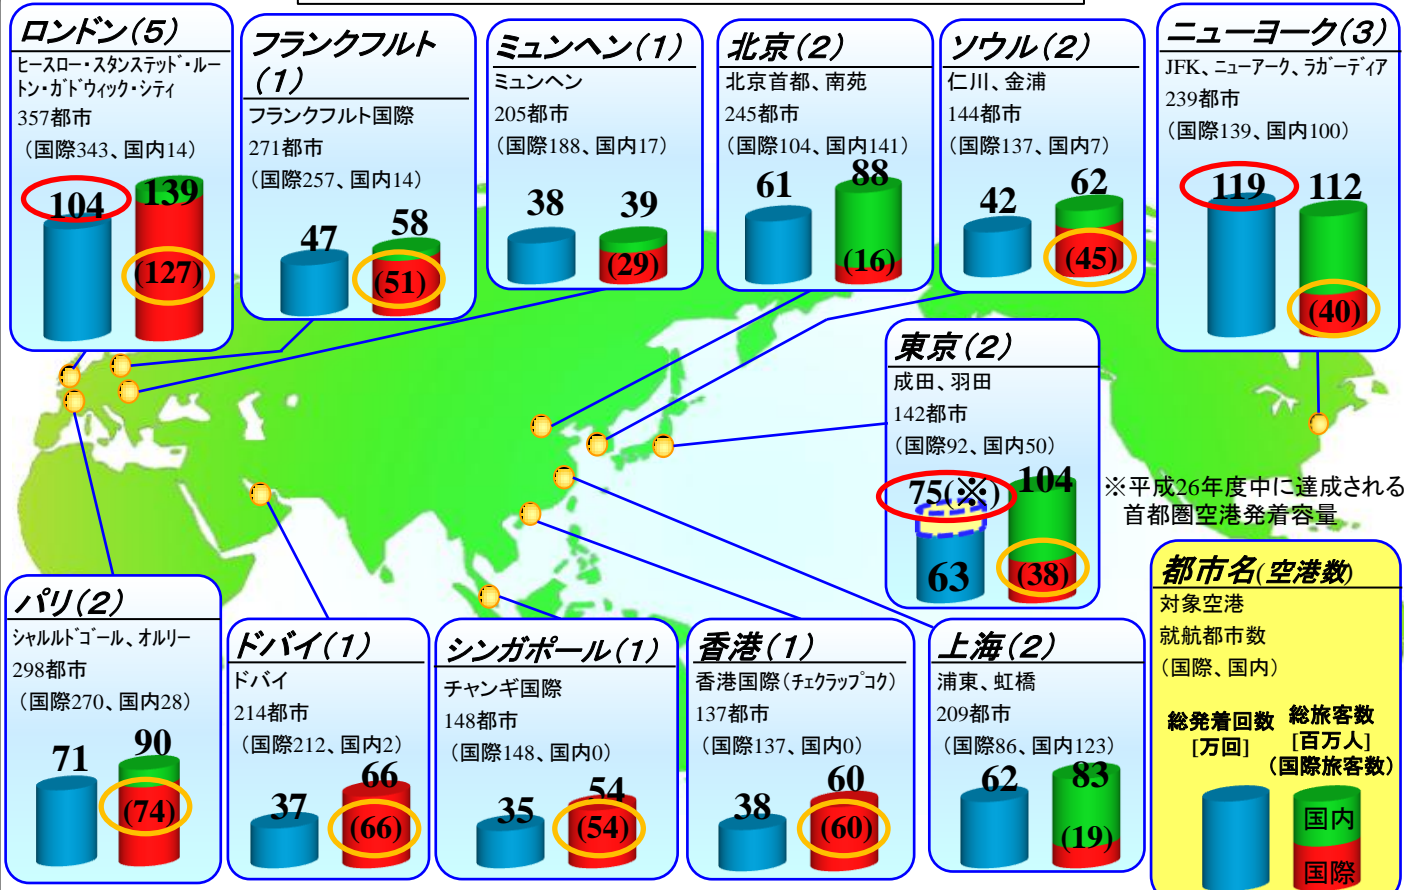 ロンドン(5)
ヒースロー・スタンステッド・ルー
トン・ガドウィック・シティ
357都市
(国際343、国内14)
104
139
(127)
フランクフルト
(1)
フランクフルト国際
271都市
(国際257、国内14)
47
58
(51)
ミュンヘン(1)
ミュンヘン
205都市
(国際188、国内17)
38
39
(29)
北京(2)
北京首都、南苑
245都市
(国際104、国内141)
61
88
(16)
ソウル(2)
仁川、金浦
144都市
(国際137、国内7)
42
62
(45)
ニューヨーク(3)
JFK、ニューアーク、ラガーディア
239都市
(国際139、国内100)
119
112
(40)
東京(2)
成田、羽田
142都市
(国際92、国内50)
75(※)
104
63
(38)
※平成26年度中に達成される
首都圏空港発着容量
パリ(2)
シャルルドゴール、オルリー
298都市
(国際270、国内28)
71
90
(74)
ドバイ(1)
ドバイ
214都市
(国際212、国内2)
37
66
(66)
シンガポール(1)
チャンギ国際
148都市
(国際148、国内0)
35
54
(54)
香港(1)
香港国際(チェクラップコク)
137都市
(国際137、国内0)
38
60
(60)
上海(2)
浦東、虹橋
209都市
(国際86、国内123)
62
83
(19)
都市名(空港数)
対象空港
就航都市数
(国際、国内)
総発着回数
[万回]
総旅客数
[百万人]
(国際旅客数)
国内
国際